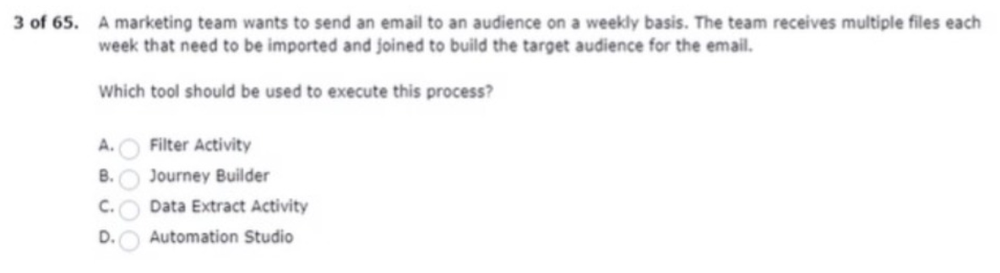 3 of 65. A marketing team wants to send an email to an audience on a weekly basis. The team receives multiple files each
week that need to be imported and joined to build the target audience for the email.
Which tool should be used to execute this process?
A. Filter Activity
B. Journey Builder
C. Data Extract Activity
D. Automation Studio